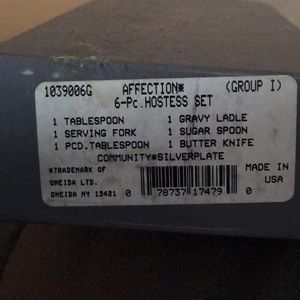 1039006G AFFECTION* (GROUP I)
6-Pc. HOSTESS SET
1 TABLESPOON 1 GRAVY LADLE
1 SERVING FORK 1 SUGAR SPOON
1 PCD. TABLESPOON 1 BUTTER KNIFE
COMMUNITY*SILVERPLATE
*TRADEMARK OF MADE IN
ONEIDA LTD. USA
ONEIDA NY 13421 0 78737 17479 0